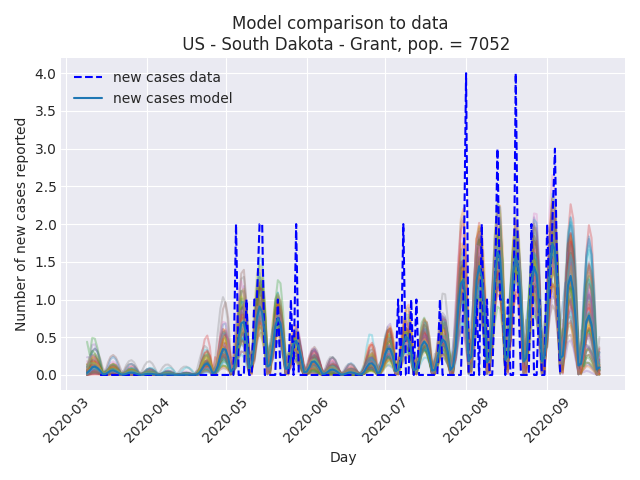 Model comparison to data
US - South Dakota - Grant, pop. = 7052
new cases data
new cases model
Number of new cases reported
4.0
3.5
3.0
2.5
2.0
1.5
1.0
0.5
0.0
2020-03
2020-04
2020-05
2020-06
2020-07
2020-08
2020-09
Day